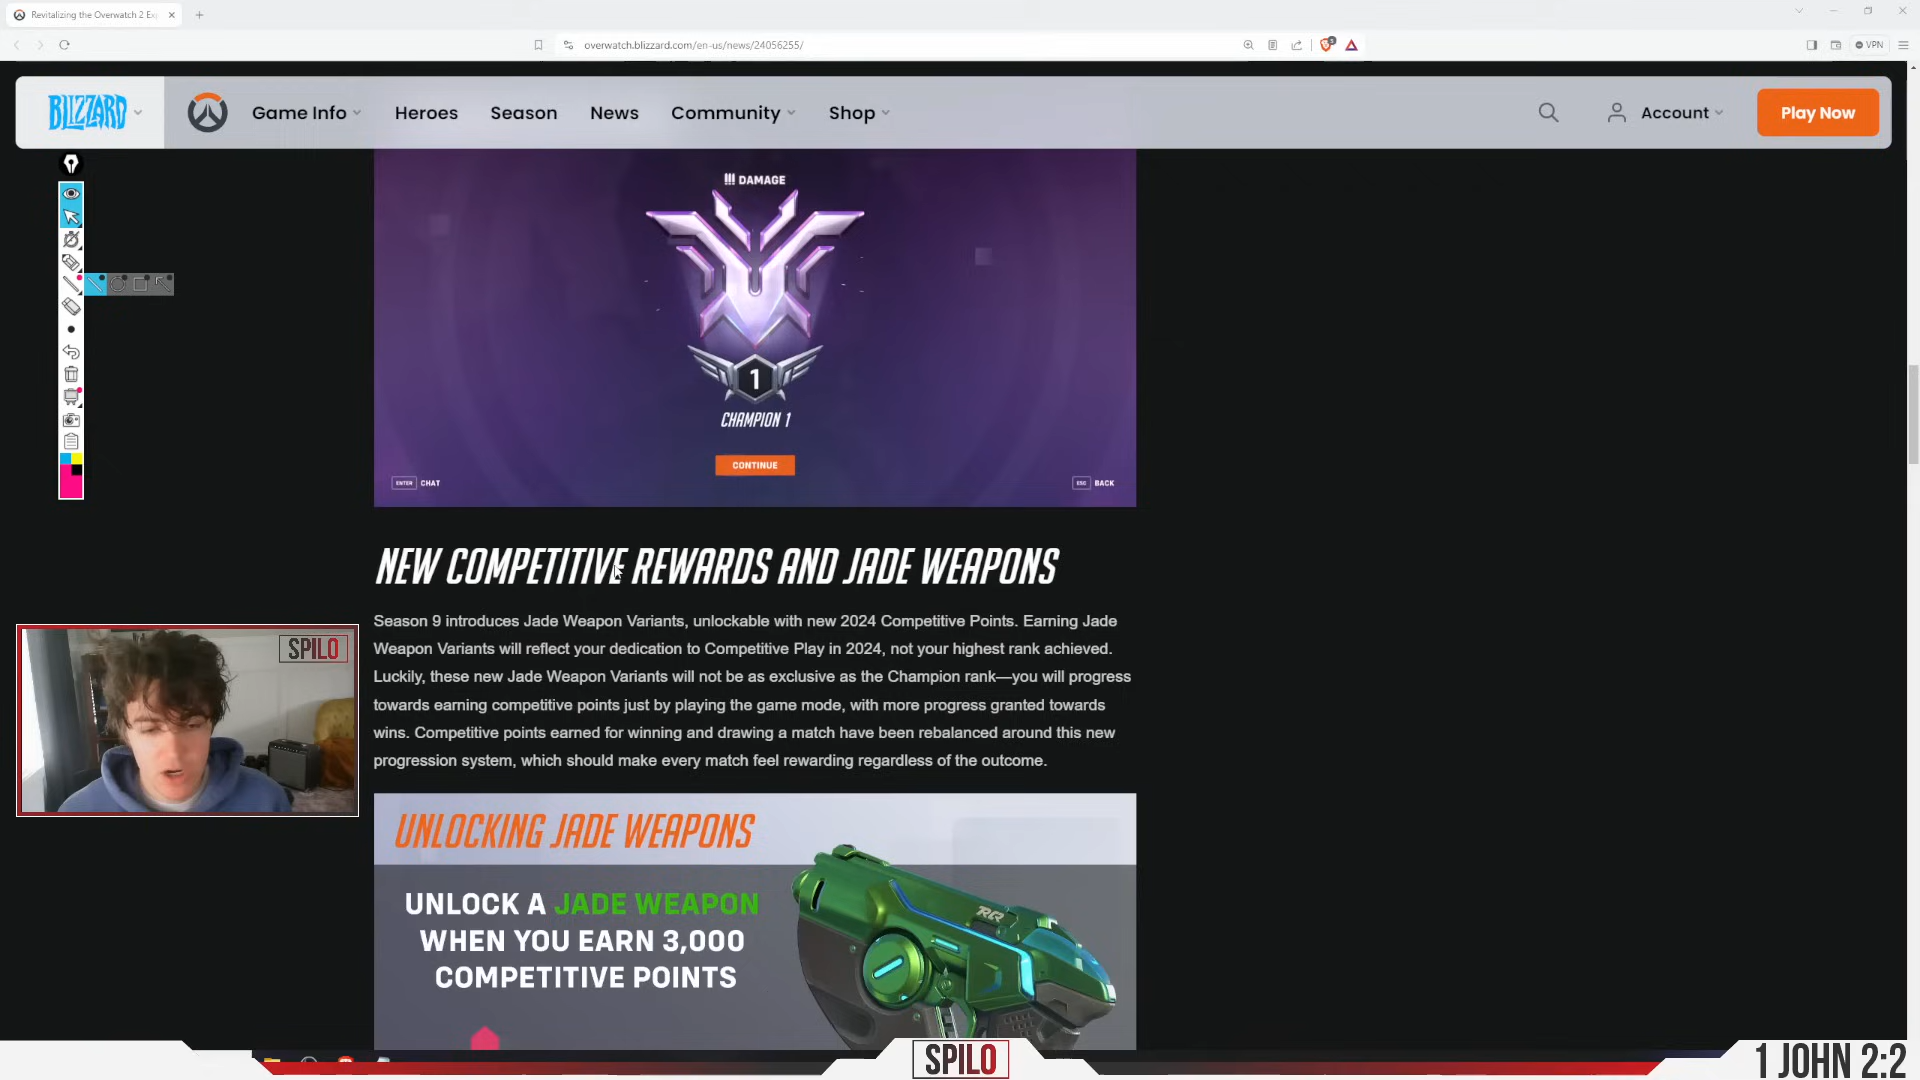 Revitalizing the Overwatch 2 Ex
overwatch.blizzard.com/en-us/news/24056255/
VPN
BLIZZARD
Game Info
Heroes
Season
News
Community
Shop
Account
Play Now
DAMAGE
1
CHAMPION 1
CONTINUE
ENTER CHAT
ESC BACK
NEW COMPETITIVE REWARDS AND JADE WEAPONS
Season 9 introduces Jade Weapon Variants, unlockable with new 2024 Competitive Points. Earning Jade
Weapon Variants will reflect your dedication to Competitive Play in 2024, not your highest rank achieved.
Luckily, these new Jade Weapon Variants will not be as exclusive as the Champion rank—you will progress
towards earning competitive points just by playing the game mode, with more progress granted towards
wins. Competitive points earned for winning and drawing a match have been rebalanced around this new
progression system, which should make every match feel rewarding regardless of the outcome.
SPILO
UNLOCKING JADE WEAPONS
UNLOCK A JADE WEAPON
WHEN YOU EARN 3,000
COMPETITIVE POINTS
SPILO
1 JOHN 2:2